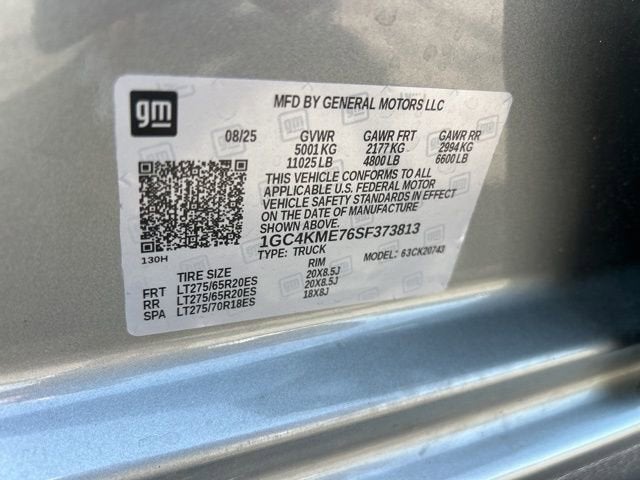 gm
MFD BY GENERAL MOTORS LLC
08/25 GVWR GAWR FRT GAWR RR
5001 KG 2177 KG 2994 KG
11025 LB 4800 LB 6600 LB
THIS VEHICLE CONFORMS TO ALL
APPLICABLE U.S. FEDERAL MOTOR
VEHICLE SAFETY STANDARDS IN EFFECT
ON THE DATE OF MANUFACTURE
1GC4KME76SF373813
130H TYPE: TRUCK MODEL: 63CK20743
TIRE SIZE RIM
FRT LT275/65R20ES 20X8.5J
RR LT275/65R20ES 20X8.5J
SPA LT275/70R18ES 18X8J